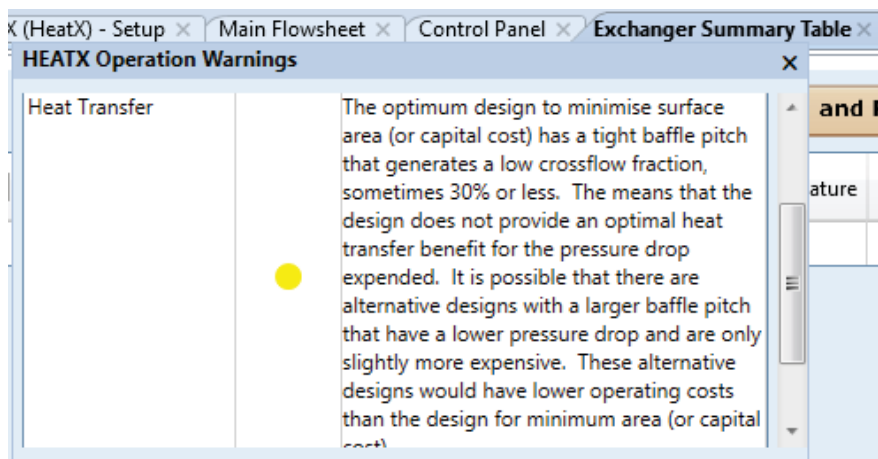 X (HeatX) - Setup × Main Flowsheet × Control Panel × Exchanger Summary Table ×
HEATX Operation Warnings ×
Heat Transfer The optimum design to minimise surface
area (or capital cost) has a tight baffle pitch
that generates a low crossflow fraction,
sometimes 30% or less. The means that the
design does not provide an optimal heat
transfer benefit for the pressure drop
expended. It is possible that there are
alternative designs with a larger baffle pitch
that have a lower pressure drop and are only
slightly more expensive. These alternative
designs would have lower operating costs
than the design for minimum area (or capital
cost)
and
ature